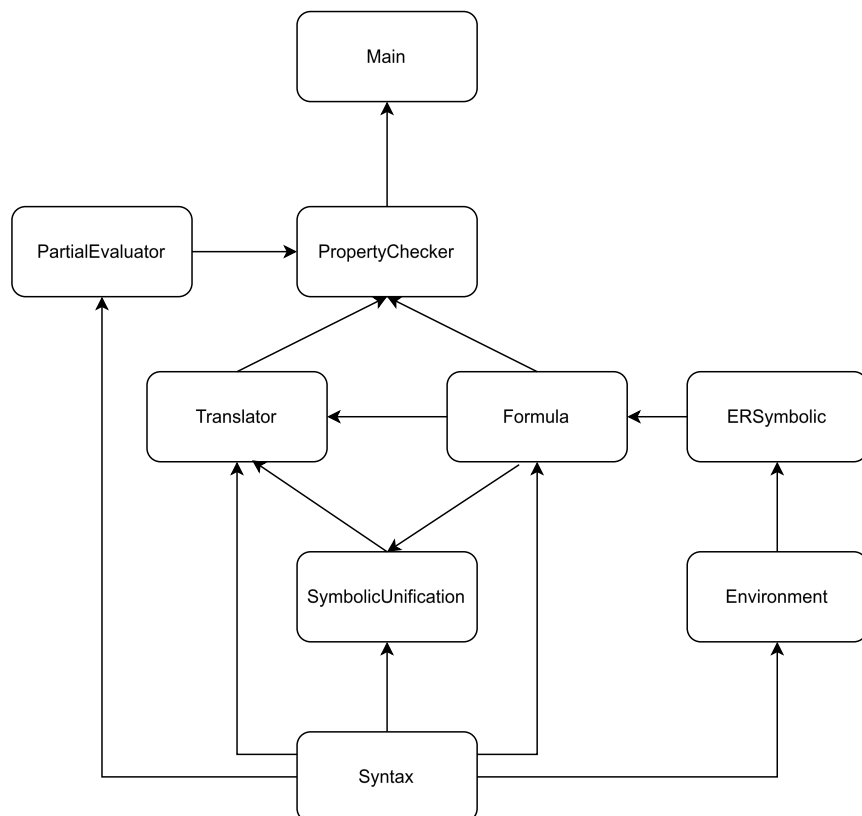 Main
PartialEvaluator
PropertyChecker
Translator
Formula
ERSymbolic
SymbolicUnification
Environment
Syntax